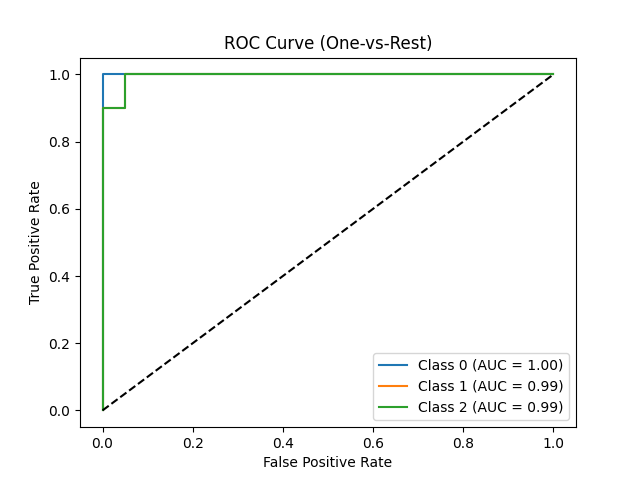 ROC Curve (One-vs-Rest)
True Positive Rate
1.0
0.8
0.6
0.4
0.2
0.0
Class 0 (AUC = 1.00)
Class 1 (AUC = 0.99)
Class 2 (AUC = 0.99)
0.0 0.2 0.4 0.6 0.8 1.0
False Positive Rate